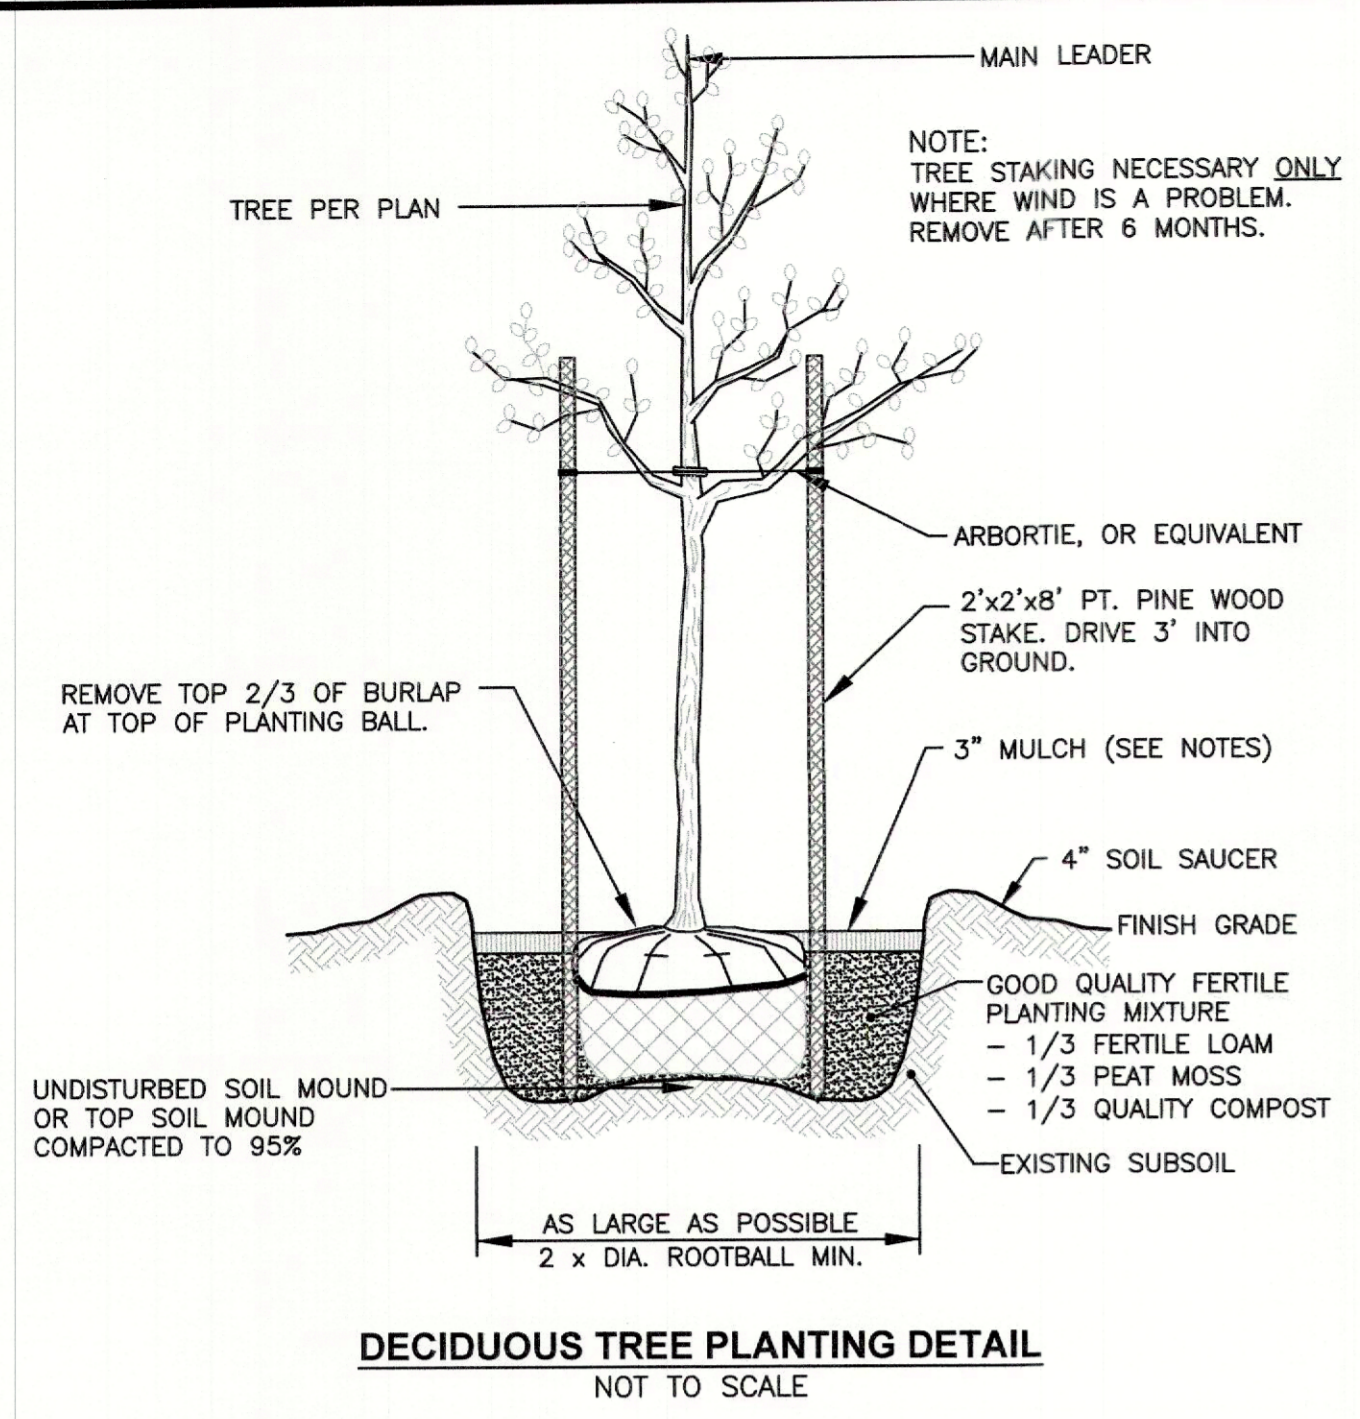 MAIN LEADER
NOTE:
TREE STAKING NECESSARY ONLY
WHERE WIND IS A PROBLEM.
REMOVE AFTER 6 MONTHS.
TREE PER PLAN
ARBORTIE, OR EQUIVALENT
2'x2'x8' PT. PINE WOOD
STAKE. DRIVE 3' INTO
GROUND.
REMOVE TOP 2/3 OF BURLAP
AT TOP OF PLANTING BALL.
3" MULCH (SEE NOTES)
4" SOIL SAUCER
FINISH GRADE
GOOD QUALITY FERTILE
PLANTING MIXTURE
- 1/3 FERTILE LOAM
- 1/3 PEAT MOSS
- 1/3 QUALITY COMPOST
UNDISTURBED SOIL MOUND
OR TOP SOIL MOUND
COMPACTED TO 95%
EXISTING SUBSOIL
AS LARGE AS POSSIBLE
2 x DIA. ROOTBALL MIN.
DECIDUOUS TREE PLANTING DETAIL
NOT TO SCALE